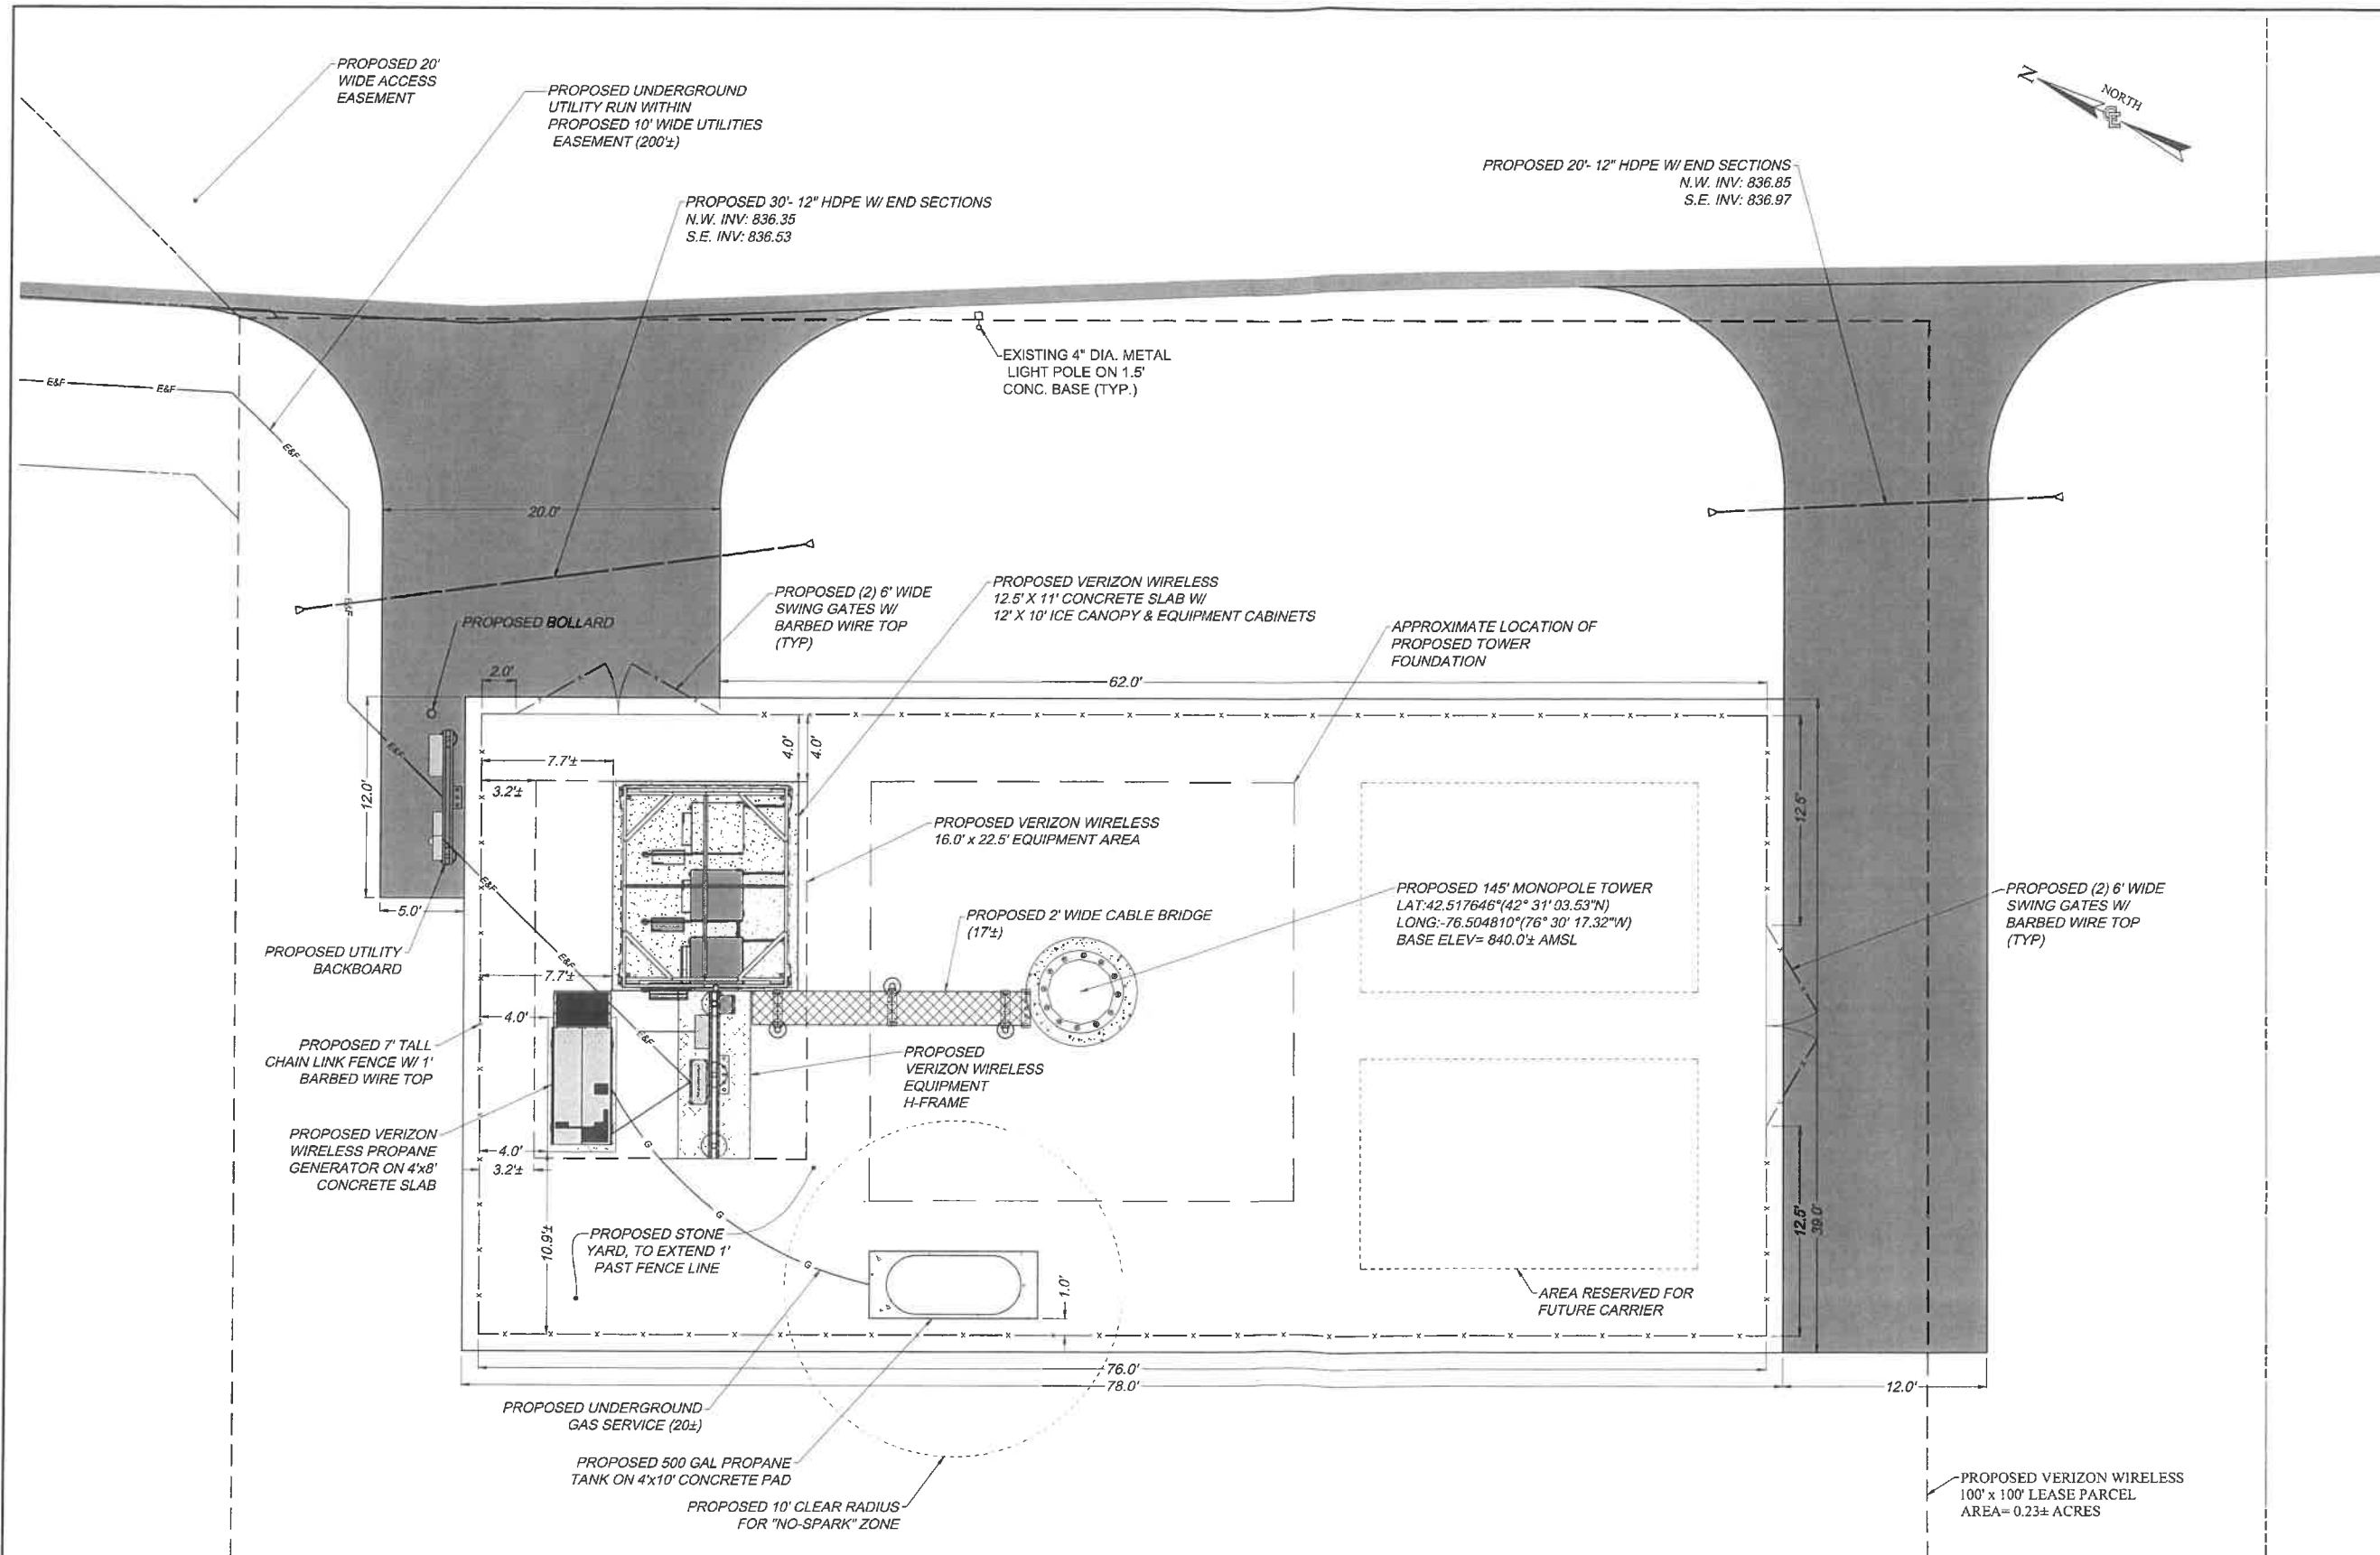 PROPOSED 20'
WIDE ACCESS
EASEMENT
PROPOSED UNDERGROUND
UTILITY RUN WITHIN
PROPOSED 10' WIDE UTILITIES
EASEMENT (200'±)
PROPOSED 30'- 12" HDPE W/ END SECTIONS
N.W. INV: 836.35
S.E. INV: 836.53
N
NORTH
PROPOSED 20'- 12" HDPE W/ END SECTIONS
N.W. INV: 836.85
S.E. INV: 836.97
EXISTING 4" DIA. METAL
LIGHT POLE ON 1.5'
CONC. BASE (TYP.)
E&F
E&F
E&F
E&F
20.0'
PROPOSED BOLLARD
PROPOSED (2) 6' WIDE
SWING GATES W/
BARBED WIRE TOP
(TYP)
PROPOSED VERIZON WIRELESS
12.5' X 11' CONCRETE SLAB W/
12' X 10' ICE CANOPY & EQUIPMENT CABINETS
APPROXIMATE LOCATION OF
PROPOSED TOWER
FOUNDATION
2.0'
62.0'
4.0'
4.0'
E&F
7.7'±
3.2'±
12.0'
12.5'
PROPOSED VERIZON WIRELESS
16.0' x 22.5' EQUIPMENT AREA
E&F
5.0'
PROPOSED 2' WIDE CABLE BRIDGE
(17'±)
PROPOSED 145' MONOPOLE TOWER
LAT:42.517646°(42° 31' 03.53"N)
LONG:-76.504810°(76° 30' 17.32"W)
BASE ELEV= 840.0'± AMSL
PROPOSED (2) 6' WIDE
SWING GATES W/
BARBED WIRE TOP
(TYP)
PROPOSED UTILITY
BACKBOARD
E&F
7.7'±
4.0'
E&F
PROPOSED 7' TALL
CHAIN LINK FENCE W/ 1'
BARBED WIRE TOP
PROPOSED
VERIZON WIRELESS
EQUIPMENT
H-FRAME
PROPOSED VERIZON
WIRELESS PROPANE
GENERATOR ON 4'x8'
CONCRETE SLAB
4.0'
3.2'±
G
G
G
10.9'±
PROPOSED STONE
YARD, TO EXTEND 1'
PAST FENCE LINE
1.0'
12.5'
39.0'
AREA RESERVED FOR
FUTURE CARRIER
76.0'
78.0'
12.0'
PROPOSED UNDERGROUND
GAS SERVICE (20±)
PROPOSED 500 GAL PROPANE
TANK ON 4'x10' CONCRETE PAD
PROPOSED 10' CLEAR RADIUS
FOR "NO-SPARK" ZONE
PROPOSED VERIZON WIRELESS
100' x 100' LEASE PARCEL
AREA= 0.23± ACRES